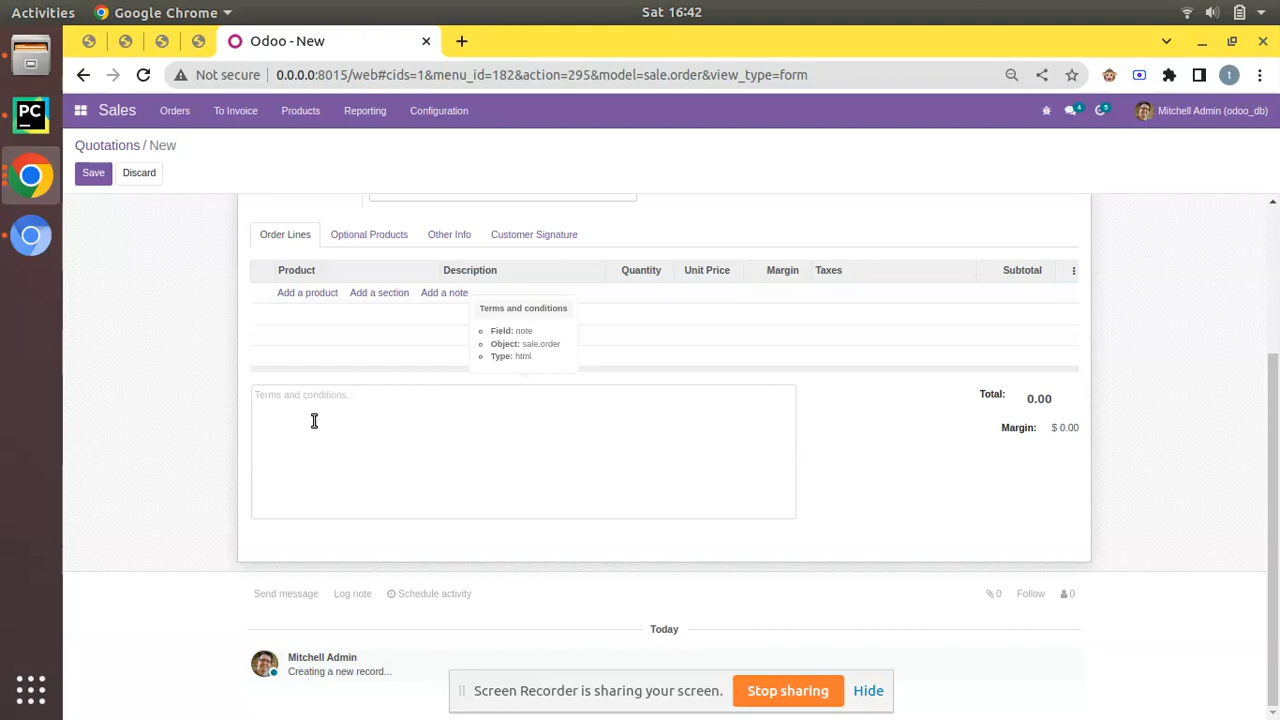 Activities Google Chrome Sat 16:42
Odoo - New
Not secure 0.0.0.0:8015/web#cids=1&menu_id=182&action=295&model=sale.order&view_type=form t
Sales Orders To Invoice Products Reporting Configuration 4 5 Mitchell Admin (odoo_db)
Quotations / New
Save Discard
Order Lines Optional Products Other Info Customer Signature
Product Description Quantity Unit Price Margin Taxes Subtotal
Add a product Add a section Add a note
Terms and conditions
Field: note
Object: sale.order
Type: html
Terms and conditions...
Total: 0.00
Margin: $ 0.00
Send message Log note Schedule activity 0 Follow 0
Today
Mitchell Admin
Creating a new record...
Screen Recorder is sharing your screen. Stop sharing Hide
PC